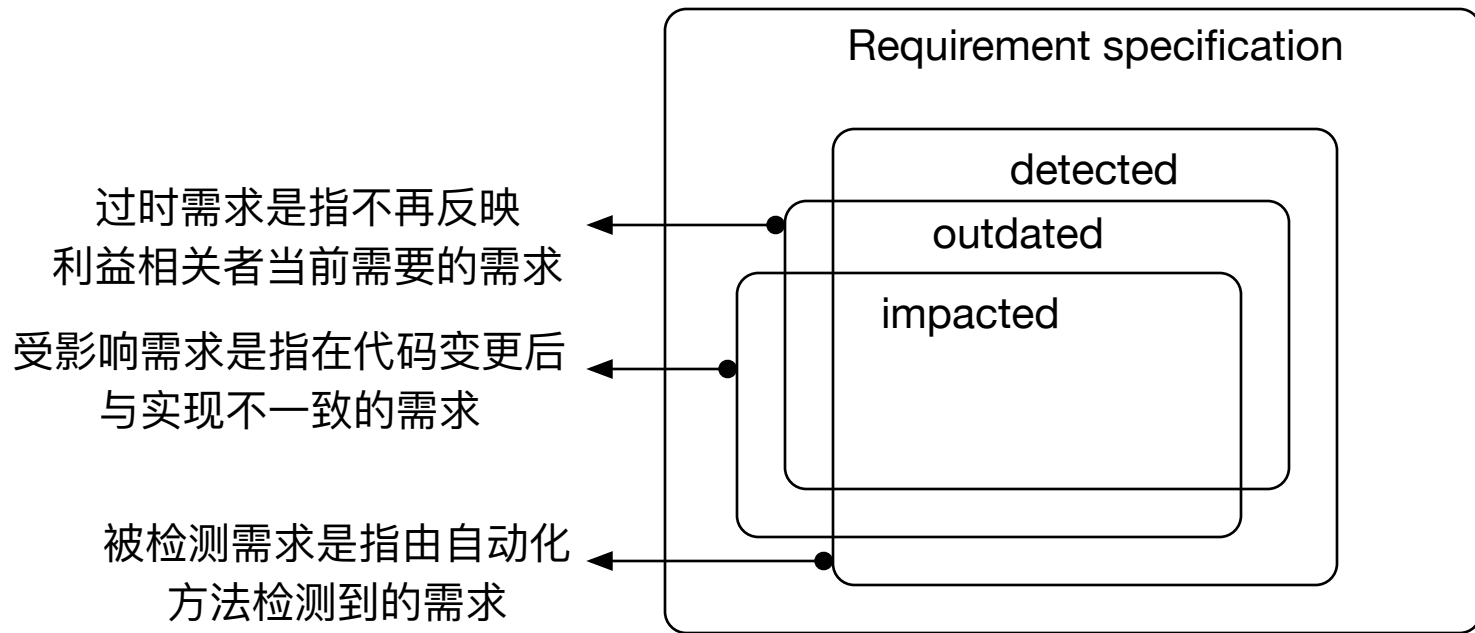 Requirement specification
detected
过时需求是指不再反映
利益相关者当前需要的需求
outdated
impacted
受影响需求是指在代码变更后
与实现不一致的需求
被检测需求是指由自动化
方法检测到的需求